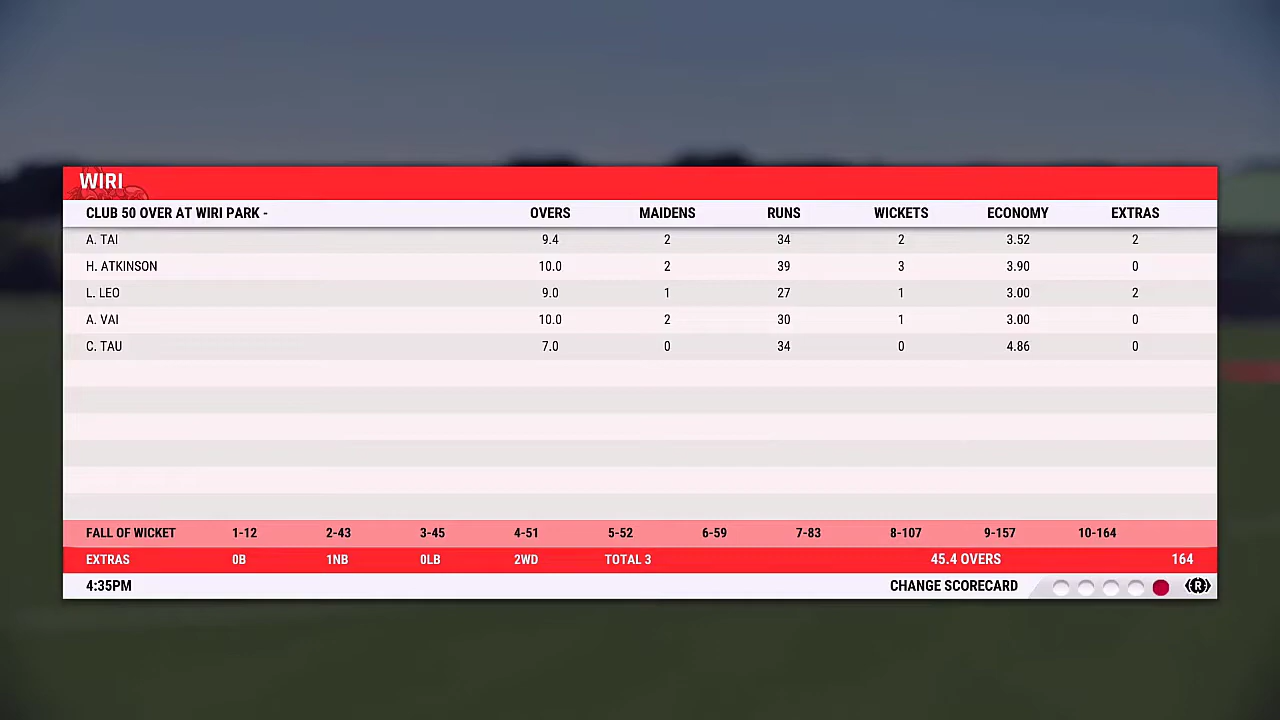 WIRI
CLUB 50 OVER AT WIRI PARK - OVERS MAIDENS RUNS WICKETS ECONOMY EXTRAS
A. TAI 9.4 2 34 2 3.52 2
H. ATKINSON 10.0 2 39 3 3.90 0
L. LEO 9.0 1 27 1 3.00 2
A. VAI 10.0 2 30 1 3.00 0
C. TAU 7.0 0 34 0 4.86 0
FALL OF WICKET 1-12 2-43 3-45 4-51 5-52 6-59 7-83 8-107 9-157 10-164
EXTRAS 0B 1NB 0LB 2WD TOTAL 3 45.4 OVERS 164
4:35PM CHANGE SCORECARD R